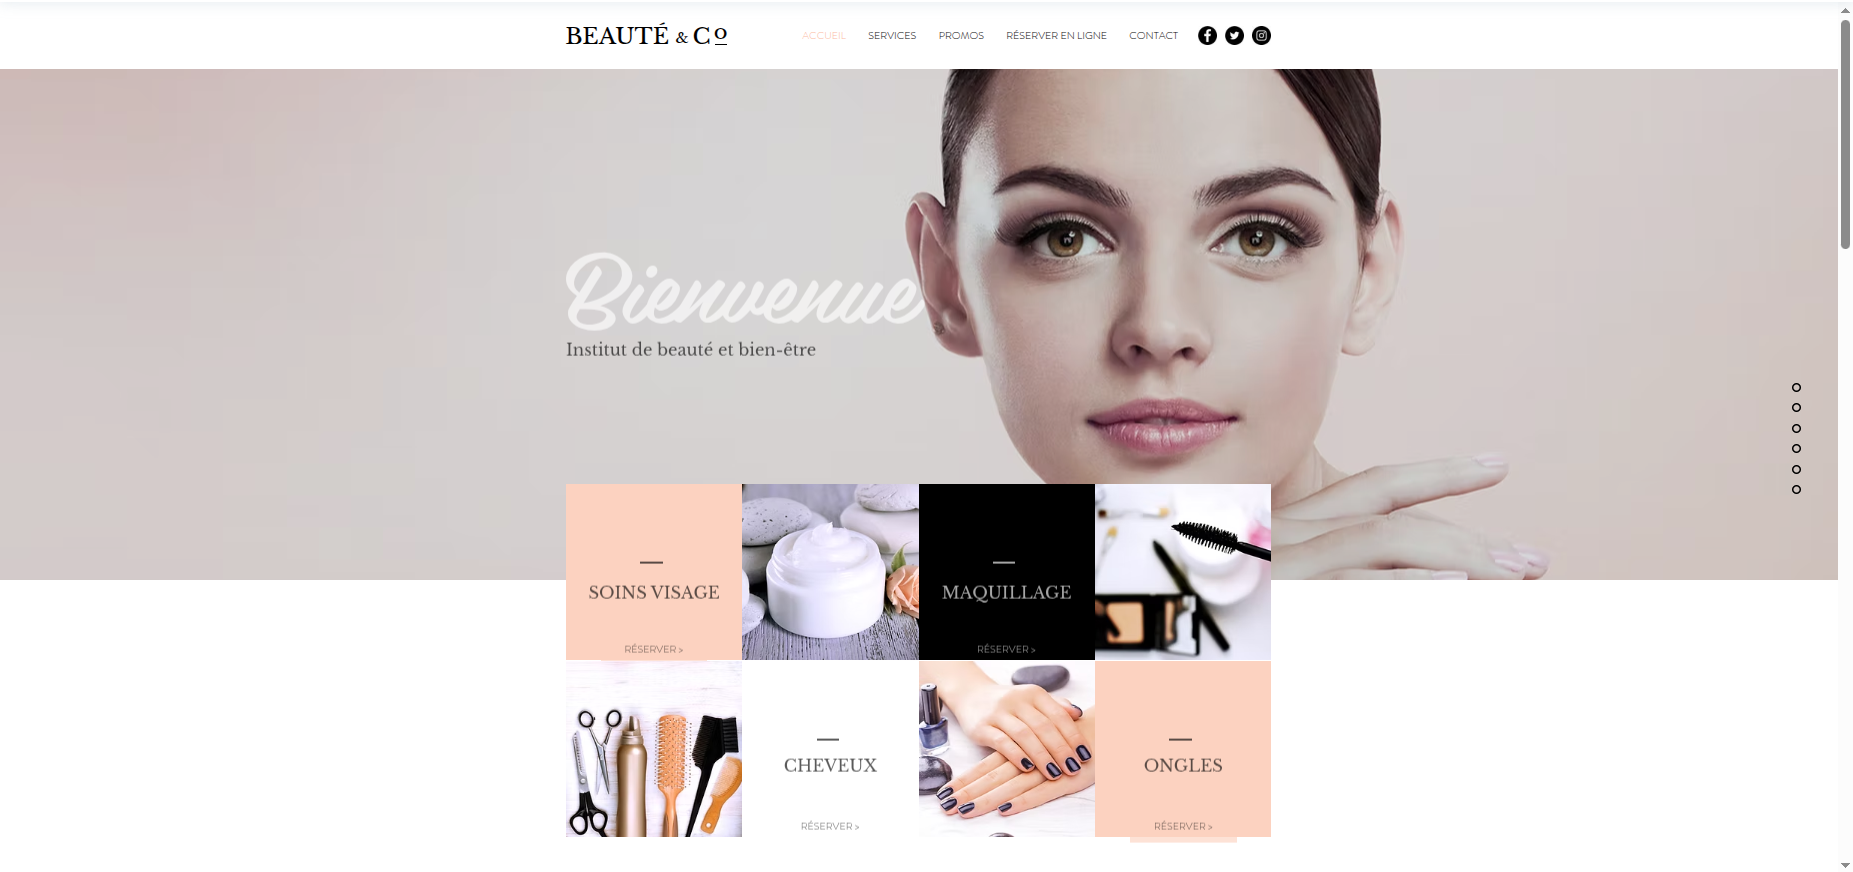 BEAUTÉ & Co
ACCUEIL SERVICES PROMOS RÉSERVER EN LIGNE CONTACT
Bienvenue
Institut de beauté et bien-être
SOINS VISAGE
RÉSERVER >
MAQUILLAGE
RÉSERVER >
CHEVEUX
RÉSERVER >
ONGLES
RÉSERVER >